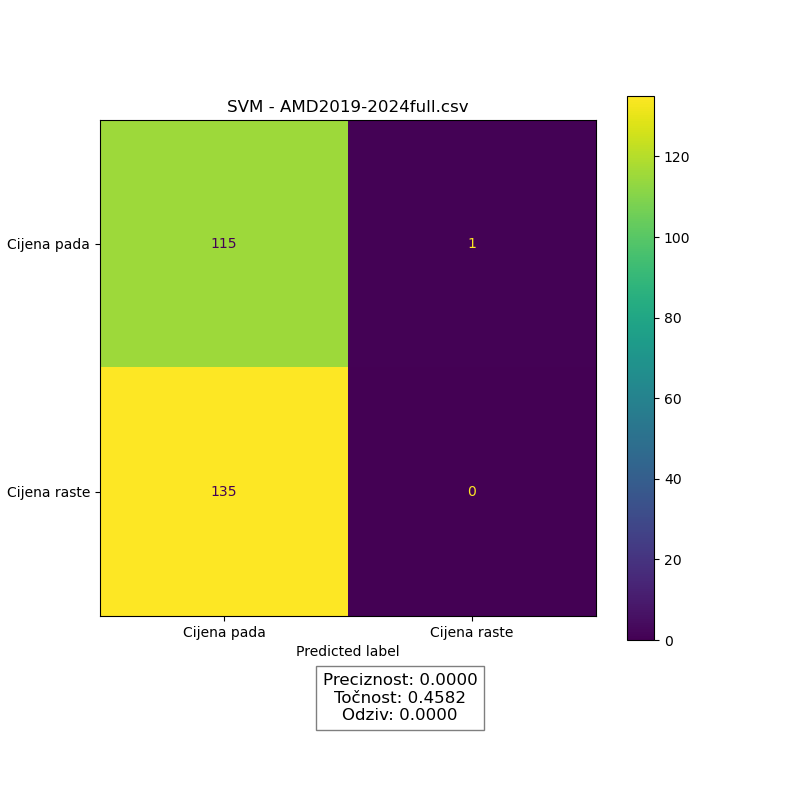 SVM - AMD2019-2024full.csv
Cijena pada
115
1
120
100
80
60
40
20
0
Cijena raste
135
0
Cijena pada
Cijena raste
Predicted label
Preciznost: 0.0000
Točnost: 0.4582
Odziv: 0.0000